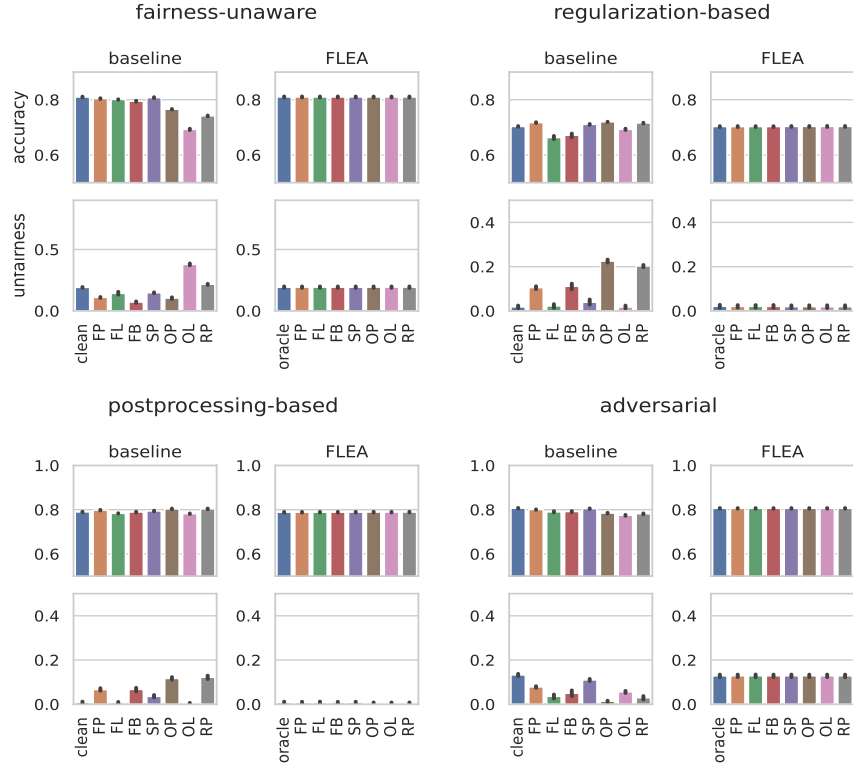 fairness-unaware
regularization-based
baseline FLEA baseline FLEA
accuracy
0.8 0.8 0.8 0.8
0.6 0.6 0.6 0.6
unfairness
0.5 0.5 0.4 0.4
0.2 0.2
0.0 0.0 0.0 0.0
clean FP FL FB SP OP OL RP oracle FP FL FB SP OP OL RP clean FP FL FB SP OP OL RP oracle FP FL FB SP OP OL RP
postprocessing-based
adversarial
baseline FLEA baseline FLEA
1.0 1.0 1.0 1.0
0.8 0.8 0.8 0.8
0.6 0.6 0.6 0.6
0.4 0.4 0.4 0.4
0.2 0.2 0.2 0.2
0.0 0.0 0.0 0.0
clean FP FL FB SP OP OL RP oracle FP FL FB SP OP OL RP clean FP FL FB SP OP OL RP oracle FP FL FB SP OP OL RP